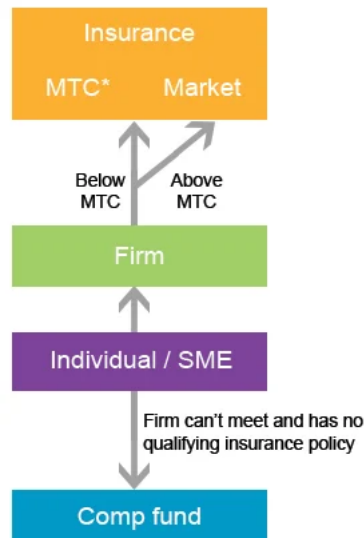 Insurance
MTC* Market
Below Above
MTC MTC
Firm
Individual / SME
Firm can't meet and has no
qualifying insurance policy
Comp fund